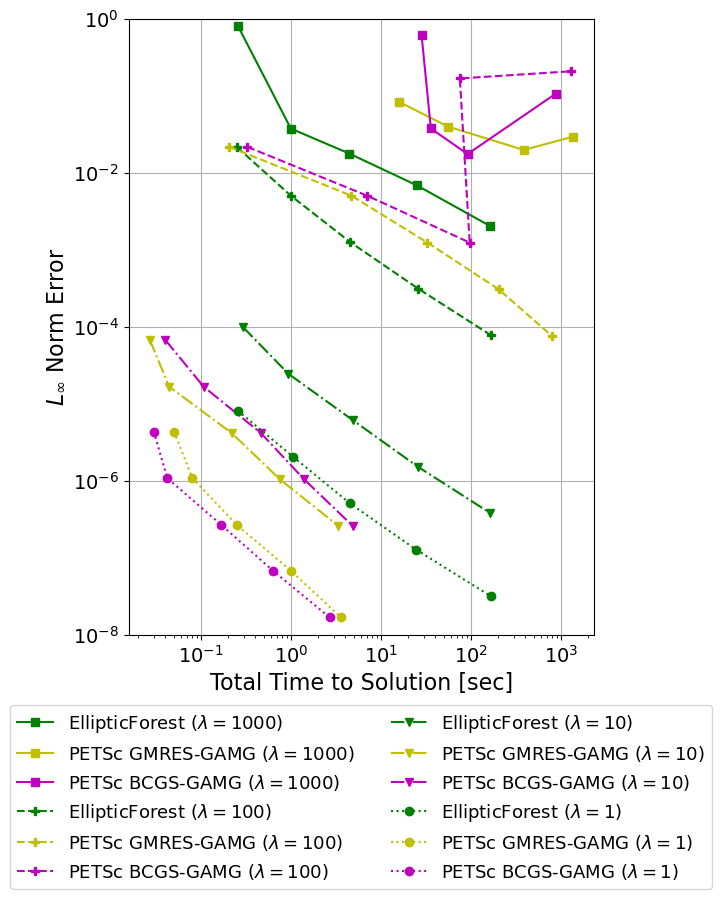 10⁰
10⁻²
10⁻⁴
10⁻⁶
10⁻⁸
L∞ Norm Error
10⁻¹ 10⁰ 10¹ 10² 10³
Total Time to Solution [sec]
EllipticForest (λ = 1000)
PETSc GMRES-GAMG (λ = 1000)
PETSc BCGS-GAMG (λ = 1000)
EllipticForest (λ = 100)
PETSc GMRES-GAMG (λ = 100)
PETSc BCGS-GAMG (λ = 100)
EllipticForest (λ = 10)
PETSc GMRES-GAMG (λ = 10)
PETSc BCGS-GAMG (λ = 10)
EllipticForest (λ = 1)
PETSc GMRES-GAMG (λ = 1)
PETSc BCGS-GAMG (λ = 1)